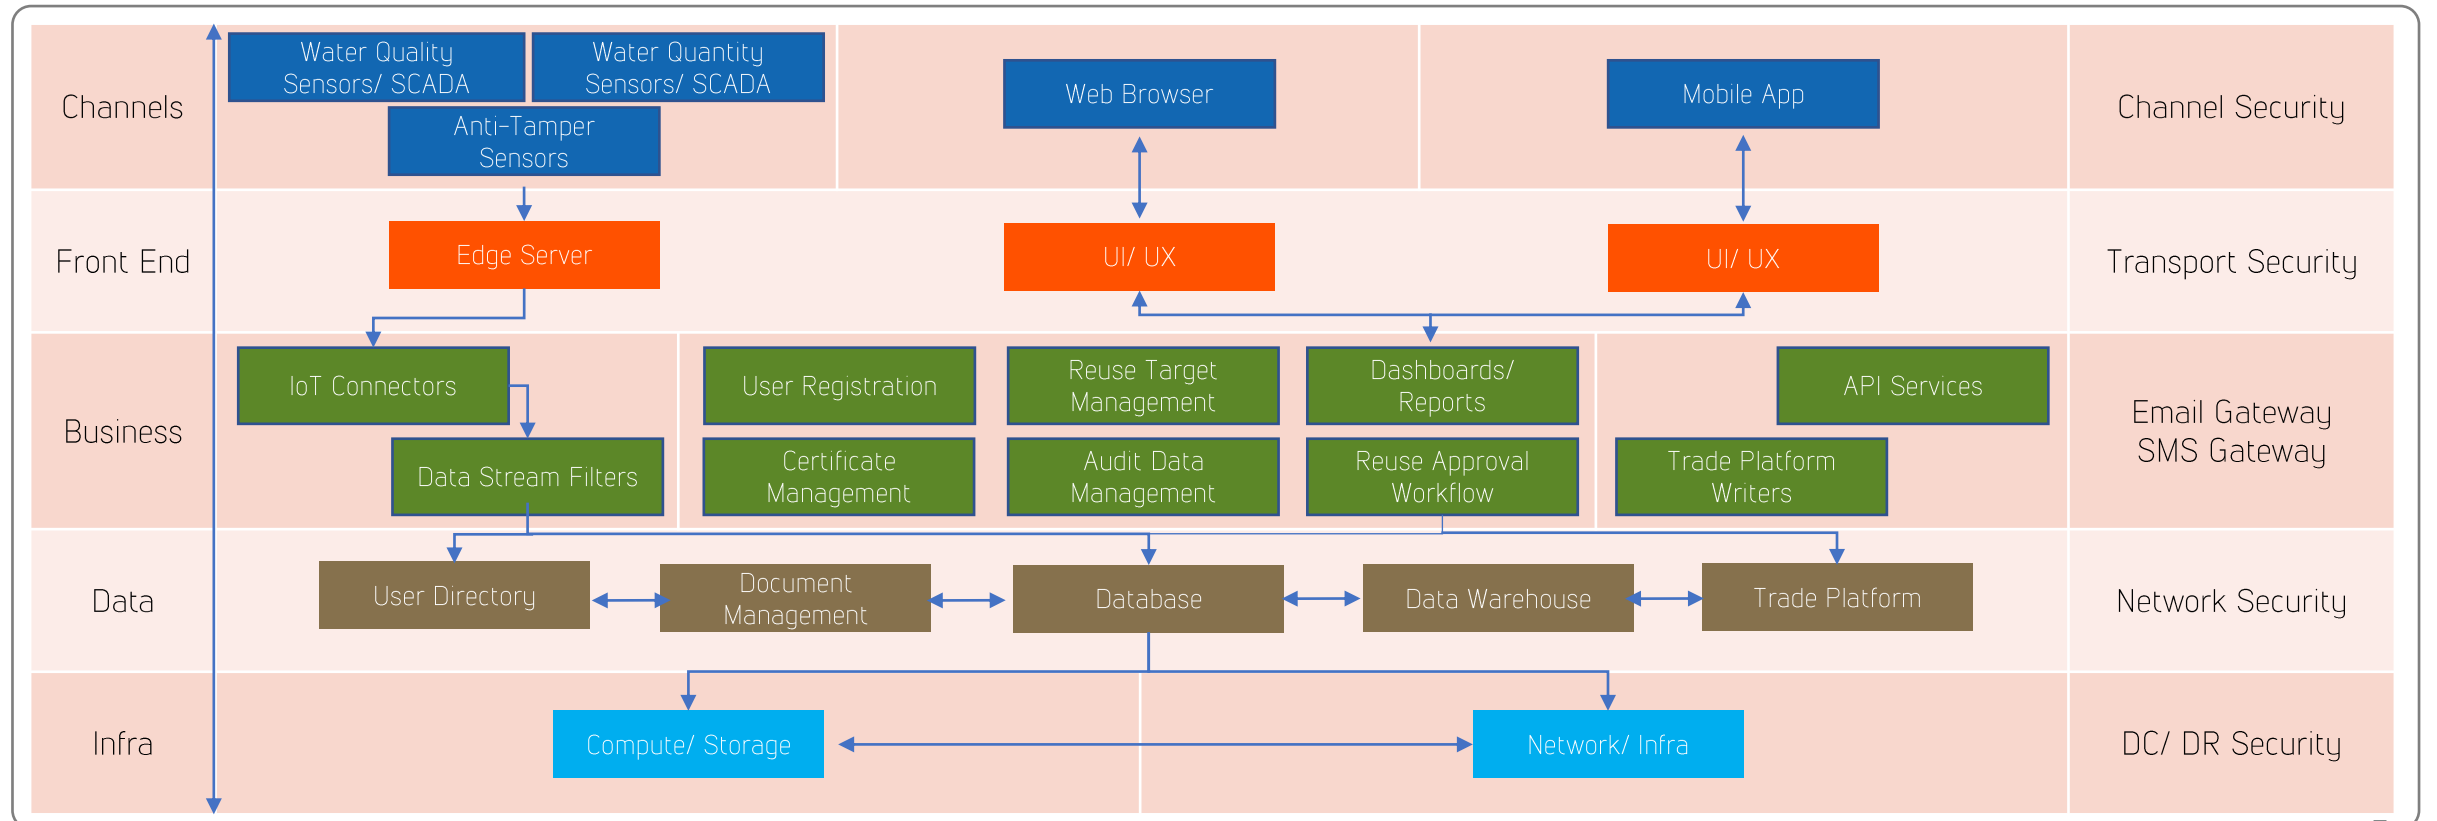 Channels
Water Quality
Sensors/ SCADA
Water Quantity
Sensors/ SCADA
Anti-Tamper
Sensors
Web Browser
Mobile App
Channel Security
Front End
Edge Server
UI/ UX
UI/ UX
Transport Security
Business
IoT Connectors
Data Stream Filters
User Registration
Reuse Target
Management
Dashboards/
Reports
Certificate
Management
Audit Data
Management
Reuse Approval
Workflow
API Services
Trade Platform
Writers
Email Gateway
SMS Gateway
Data
User Directory
Document
Management
Database
Data Warehouse
Trade Platform
Network Security
Infra
Compute/ Storage
Network/ Infra
DC/ DR Security